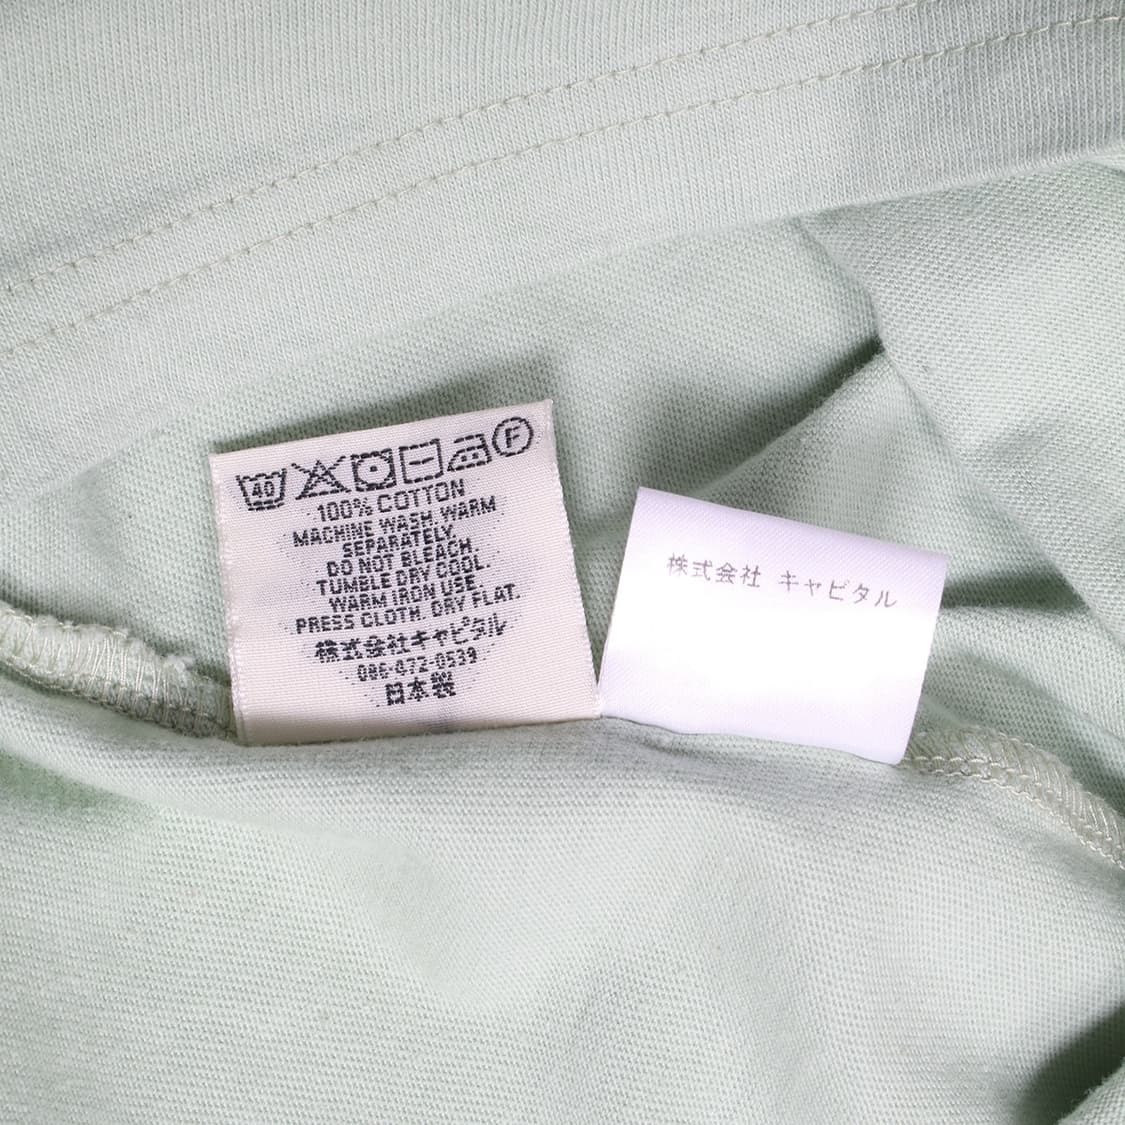 40 F
100% COTTON
MACHINE WASH. WARM
SEPARATELY.
DO NOT BLEACH.
TUMBLE DRY COOL.
WARM IRON USE.
PRESS CLOTH. DRY FLAT.
株式会社キャピタル
086-472-0539
日本製
株式会社 キャピタル